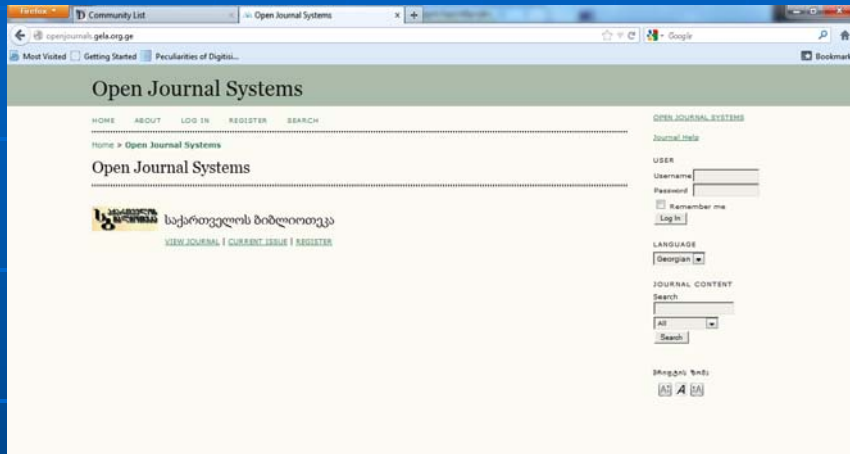 Firefox
Community List
Open Journal Systems
openjournals.gela.org.ge
Google
Most Visited
Getting Started
Peculiarities of Digitisi...
Bookmark
Open Journal Systems
HOME ABOUT LOG IN REGISTER SEARCH
Home > Open Journal Systems
Open Journal Systems
საქართველოს ბიბლიოთეკა
VIEW JOURNAL | CURRENT ISSUE | REGISTER
OPEN JOURNAL SYSTEMS
Journal Help
USER
Username
Password
Remember me
Log In
LANGUAGE
Georgian
JOURNAL CONTENT
Search
All
Search
შრიფტის ზომა
A A A